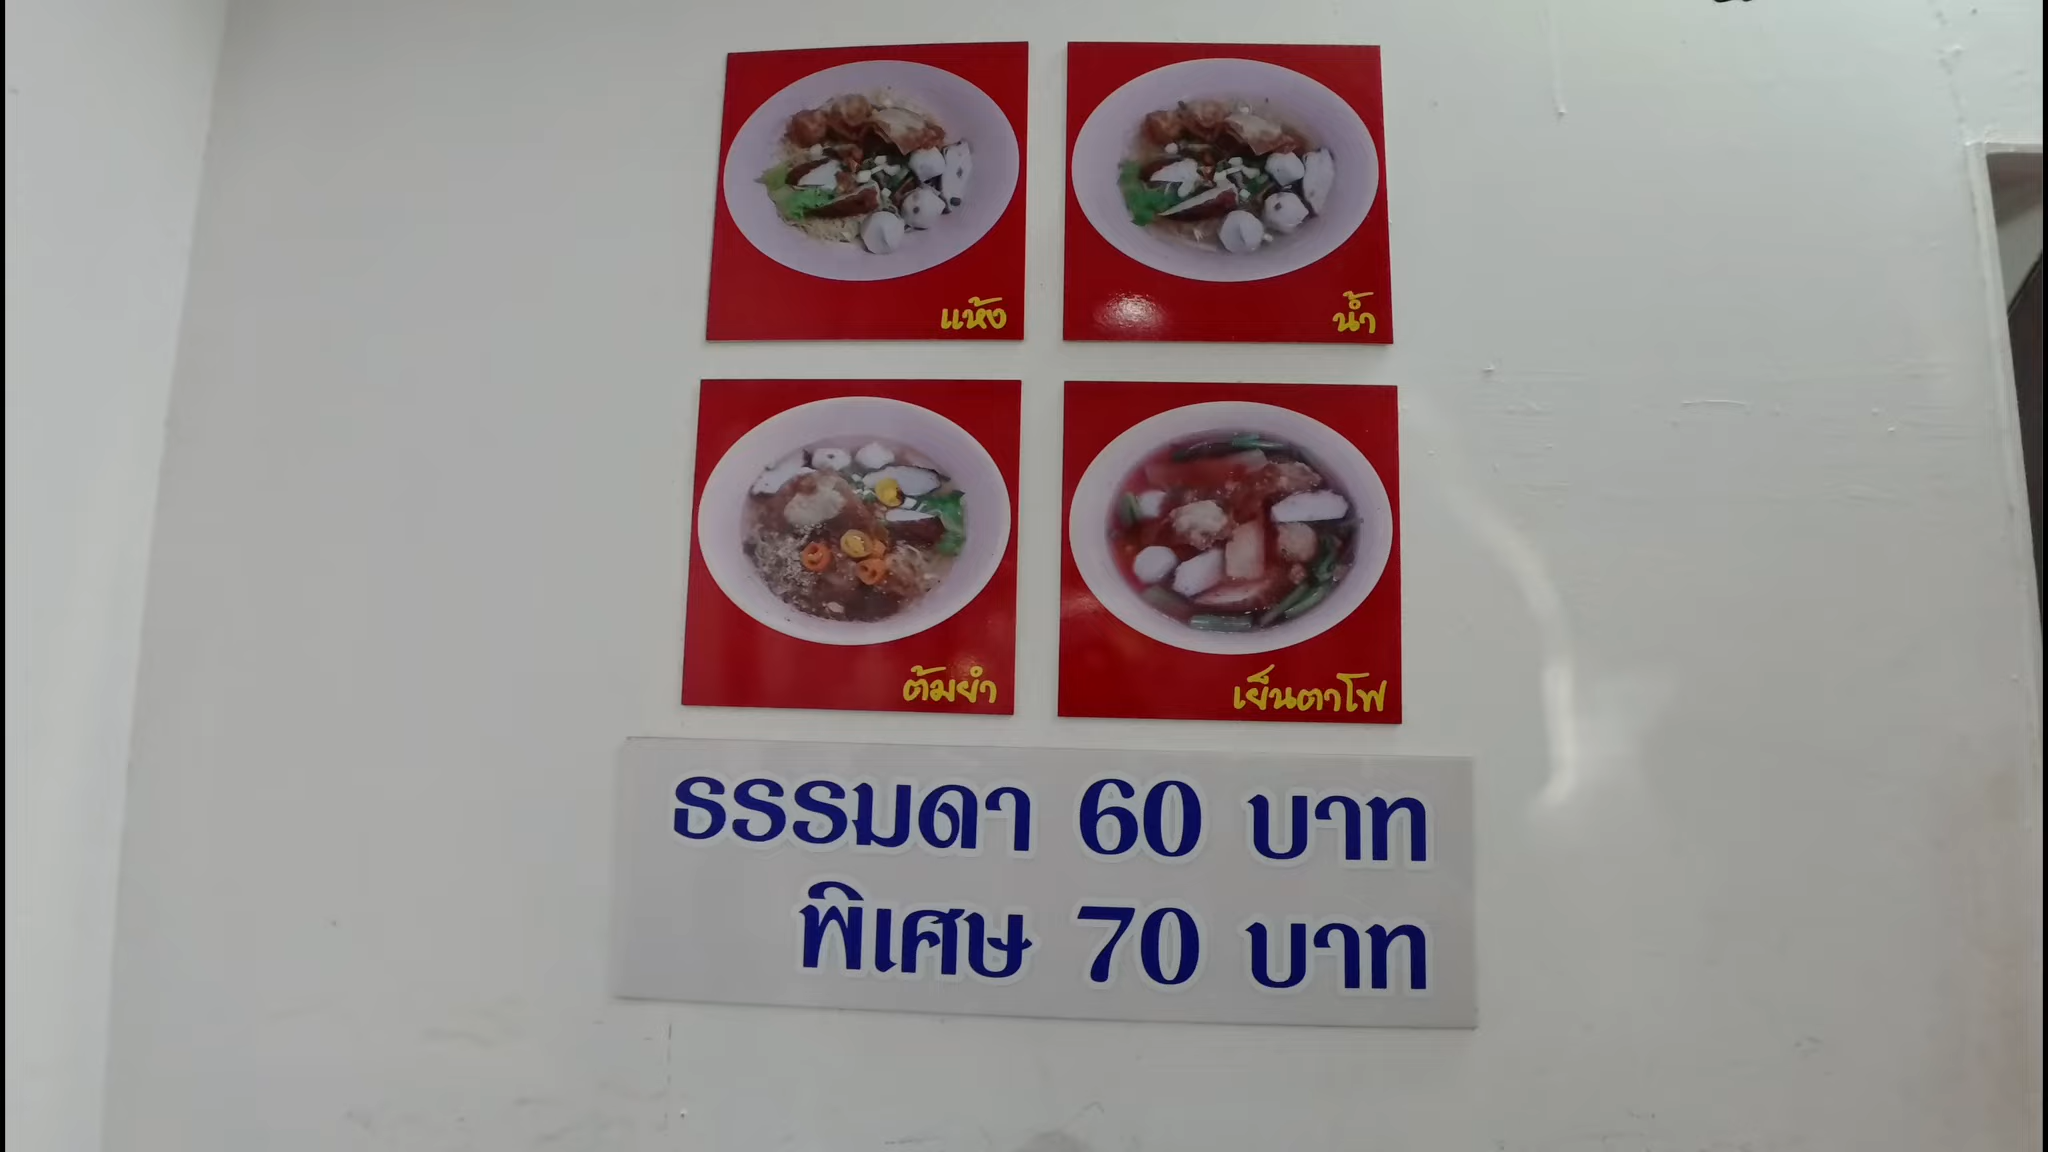 แห้ง
น้ำ
ต้มยำ
เย็นตาโฟ
ธรรมดา 60 บาท
พิเศษ 70 บาท